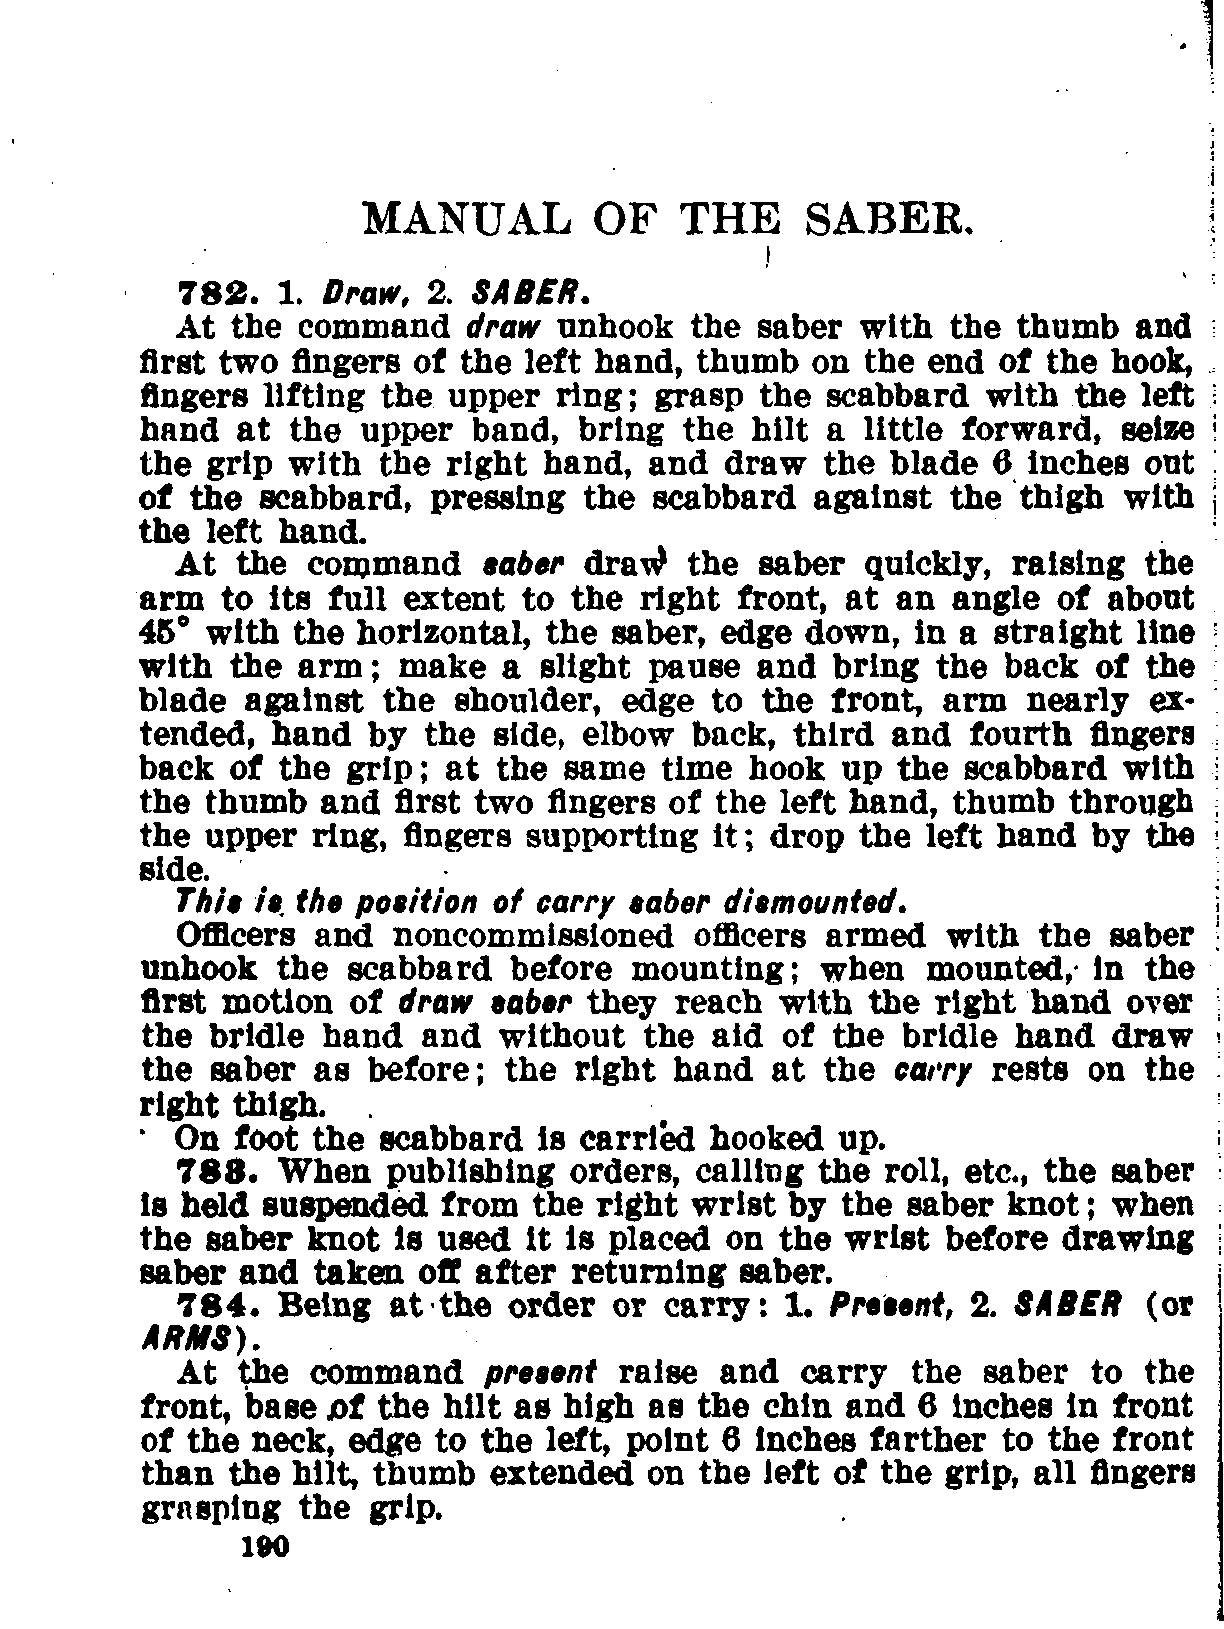 MANUAL OF THE SABER.
782. 1. Draw, 2. SABER.
At the command draw unhook the saber with the thumb and
first two fingers of the left hand, thumb on the end of the hook,
fingers lifting the upper ring; grasp the scabbard with the left
hand at the upper band, bring the hilt a little forward, seize
the grip with the right hand, and draw the blade 6 inches out
of the scabbard, pressing the scabbard against the thigh with
the left hand.
At the command saber draw the saber quickly, raising the
arm to its full extent to the right front, at an angle of about
45° with the horizontal, the saber, edge down, in a straight line
with the arm; make a slight pause and bring the back of the
blade against the shoulder, edge to the front, arm nearly ex-
tended, hand by the side, elbow back, third and fourth fingers
back of the grip; at the same time hook up the scabbard with
the thumb and first two fingers of the left hand, thumb through
the upper ring, fingers supporting it; drop the left hand by the
side.
This is the position of carry saber dismounted.
Officers and noncommissioned officers armed with the saber
unhook the scabbard before mounting; when mounted, in the
first motion of draw saber they reach with the right hand over
the bridle hand and without the aid of the bridle hand draw
the saber as before; the right hand at the carry rests on the
right thigh.
On foot the scabbard is carried hooked up.
783. When publishing orders, calling the roll, etc., the saber
is held suspended from the right wrist by the saber knot; when
the saber knot is used it is placed on the wrist before drawing
saber and taken off after returning saber.
784. Being at the order or carry: 1. Present, 2. SABER (or
ARMS).
At the command present raise and carry the saber to the
front, base of the hilt as high as the chin and 6 inches in front
of the neck, edge to the left, point 6 inches farther to the front
than the hilt, thumb extended on the left of the grip, all fingers
grasping the grip.
190